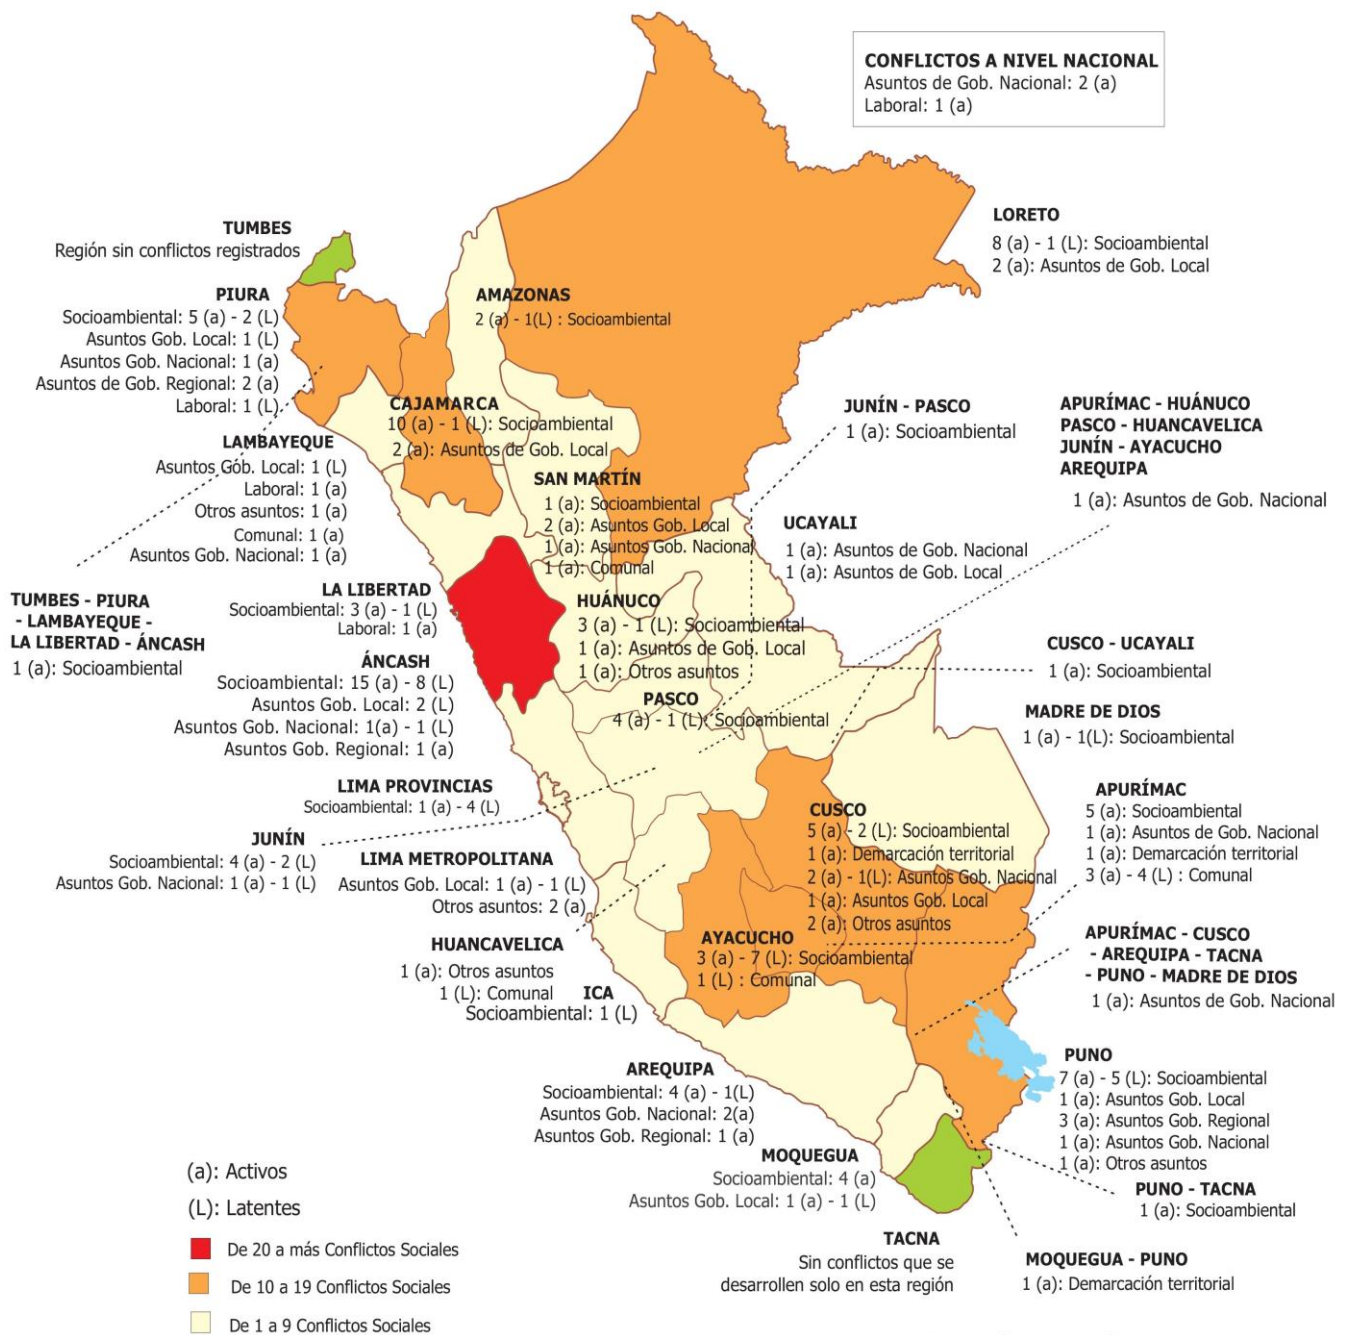 CONFLICTOS A NIVEL NACIONAL
Asuntos de Gob. Nacional: 2 (a)
Laboral: 1 (a)
LORETO
8 (a) - 1 (L): Socioambiental
2 (a): Asuntos de Gob. Local
TUMBES
Región sin conflictos registrados
PIURA
Socioambiental: 5 (a) - 2 (L)
Asuntos Gob. Local: 1 (L)
Asuntos Gob. Nacional: 1 (a)
Asuntos de Gob. Regional: 2 (a)
Laboral: 1 (L)
AMAZONAS
2 (a) - 1(L) : Socioambiental
CAJAMARCA
10 (a) - 1 (L): Socioambiental
2 (a): Asuntos de Gob. Local
LAMBAYEQUE
Asuntos Gob. Local: 1 (L)
Laboral: 1 (a)
Otros asuntos: 1 (a)
Comunal: 1 (a)
Asuntos Gob. Nacional: 1 (a)
SAN MARTÍN
1 (a): Socioambiental
2 (a): Asuntos Gob. Local
1 (a): Asuntos Gob. Nacional
1 (a): Comunal
JUNÍN - PASCO
1 (a): Socioambiental
APURÍMAC - HUÁNUCO
PASCO - HUANCAVELICA
JUNÍN - AYACUCHO
AREQUIPA
1 (a): Asuntos de Gob. Nacional
UCAYALI
1 (a): Asuntos de Gob. Nacional
1 (a): Asuntos de Gob. Local
TUMBES - PIURA
- LAMBAYEQUE -
LA LIBERTAD - ÁNCASH
1 (a): Socioambiental
LA LIBERTAD
Socioambiental: 3 (a) - 1 (L)
Laboral: 1 (a)
HUÁNUCO
3 (a) - 1 (L): Socioambiental
1 (a): Asuntos de Gob. Local
1 (a): Otros asuntos
CUSCO - UCAYALI
1 (a): Socioambiental
ÁNCASH
Socioambiental: 15 (a) - 8 (L)
Asuntos Gob. Local: 2 (L)
Asuntos Gob. Nacional: 1(a) - 1 (L)
Asuntos Gob. Regional: 1 (a)
PASCO
4 (a) - 1 (L): Socioambiental
MADRE DE DIOS
1 (a) - 1(L): Socioambiental
LIMA PROVINCIAS
Socioambiental: 1 (a) - 4 (L)
JUNÍN
Socioambiental: 4 (a) - 2 (L)
Asuntos Gob. Nacional: 1 (a) - 1 (L)
LIMA METROPOLITANA
Asuntos Gob. Local: 1 (a) - 1 (L)
Otros asuntos: 2 (a)
CUSCO
5 (a) - 2 (L): Socioambiental
1 (a): Demarcación territorial
2 (a) - 1(L): Asuntos Gob. Nacional
1 (a): Asuntos Gob. Local
2 (a): Otros asuntos
APURÍMAC
5 (a): Socioambiental
1 (a): Asuntos de Gob. Nacional
1 (a): Demarcación territorial
3 (a) - 4 (L) : Comunal
HUANCAVELICA
1 (a): Otros asuntos
1 (L): Comunal
AYACUCHO
3 (a) - 7 (L): Socioambiental
1 (L) : Comunal
APURÍMAC - CUSCO
- AREQUIPA - TACNA
- PUNO - MADRE DE DIOS
1 (a): Asuntos de Gob. Nacional
ICA
Socioambiental: 1 (L)
AREQUIPA
Socioambiental: 4 (a) - 1(L)
Asuntos Gob. Nacional: 2(a)
Asuntos Gob. Regional: 1 (a)
PUNO
7 (a) - 5 (L): Socioambiental
1 (a): Asuntos Gob. Local
3 (a): Asuntos Gob. Regional
1 (a): Asuntos Gob. Nacional
1 (a): Otros asuntos
MOQUEGUA
Socioambiental: 4 (a)
Asuntos Gob. Local: 1 (a) - 1 (L)
PUNO - TACNA
1 (a): Socioambiental
TACNA
Sin conflictos que se
desarrollen solo en esta región
MOQUEGUA - PUNO
1 (a): Demarcación territorial
(a): Activos
(L): Latentes
De 20 a más Conflictos Sociales
De 10 a 19 Conflictos Sociales
De 1 a 9 Conflictos Sociales